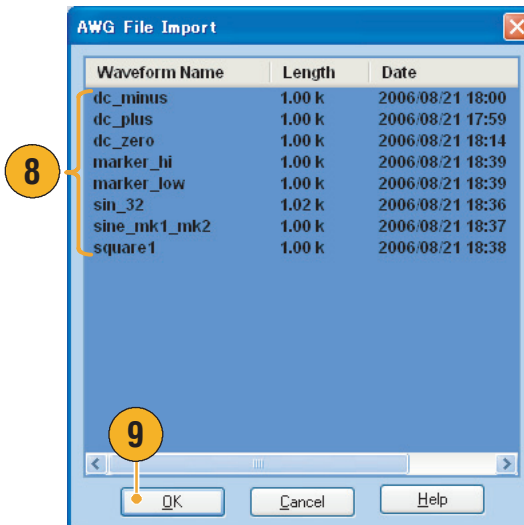 AWG File Import
Waveform Name Length Date
dc_minus 1.00 k 2006/08/21 18:00
dc_plus 1.00 k 2006/08/21 17:59
dc_zero 1.00 k 2006/08/21 18:14
marker_hi 1.00 k 2006/08/21 18:39
marker_low 1.00 k 2006/08/21 18:39
sin_32 1.02 k 2006/08/21 18:36
sine_mk1_mk2 1.00 k 2006/08/21 18:37
square1 1.00 k 2006/08/21 18:38
8
9
OK Cancel Help